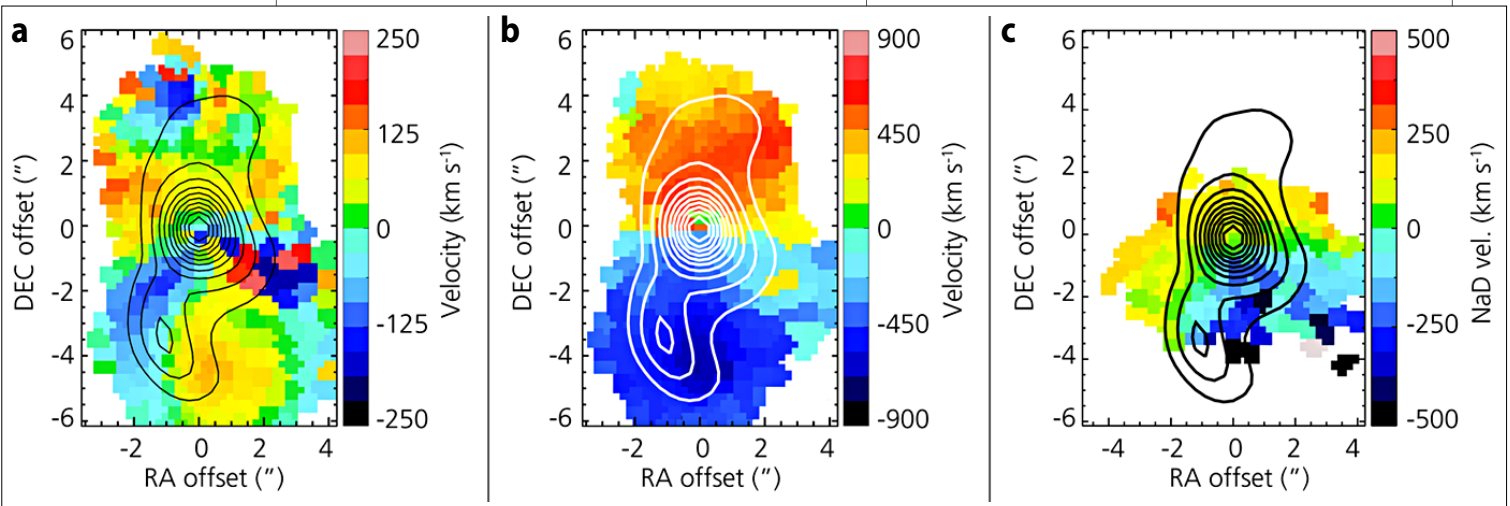 a
6
4
2
0
-2
-4
-6
DEC offset (″)
-2 0 2 4
RA offset (″)
250
125
0
-125
-250
Velocity (km s⁻¹)
b
6
4
2
0
-2
-4
-6
DEC offset (″)
-2 0 2 4
RA offset (″)
900
450
0
-450
-900
Velocity (km s⁻¹)
c
6
4
2
0
-2
-4
-6
DEC offset (″)
-4 -2 0 2 4
RA offset (″)
500
250
0
-250
-500
NaD vel. (km s⁻¹)